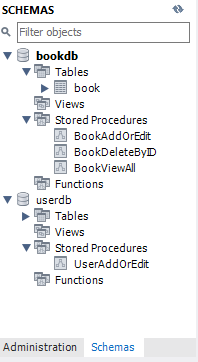 SCHEMAS
Filter objects
bookdb
Tables
book
Views
Stored Procedures
BookAddOrEdit
BookDeleteByID
BookViewAll
Functions
userdb
Tables
Views
Stored Procedures
UserAddOrEdit
Functions
Administration Schemas